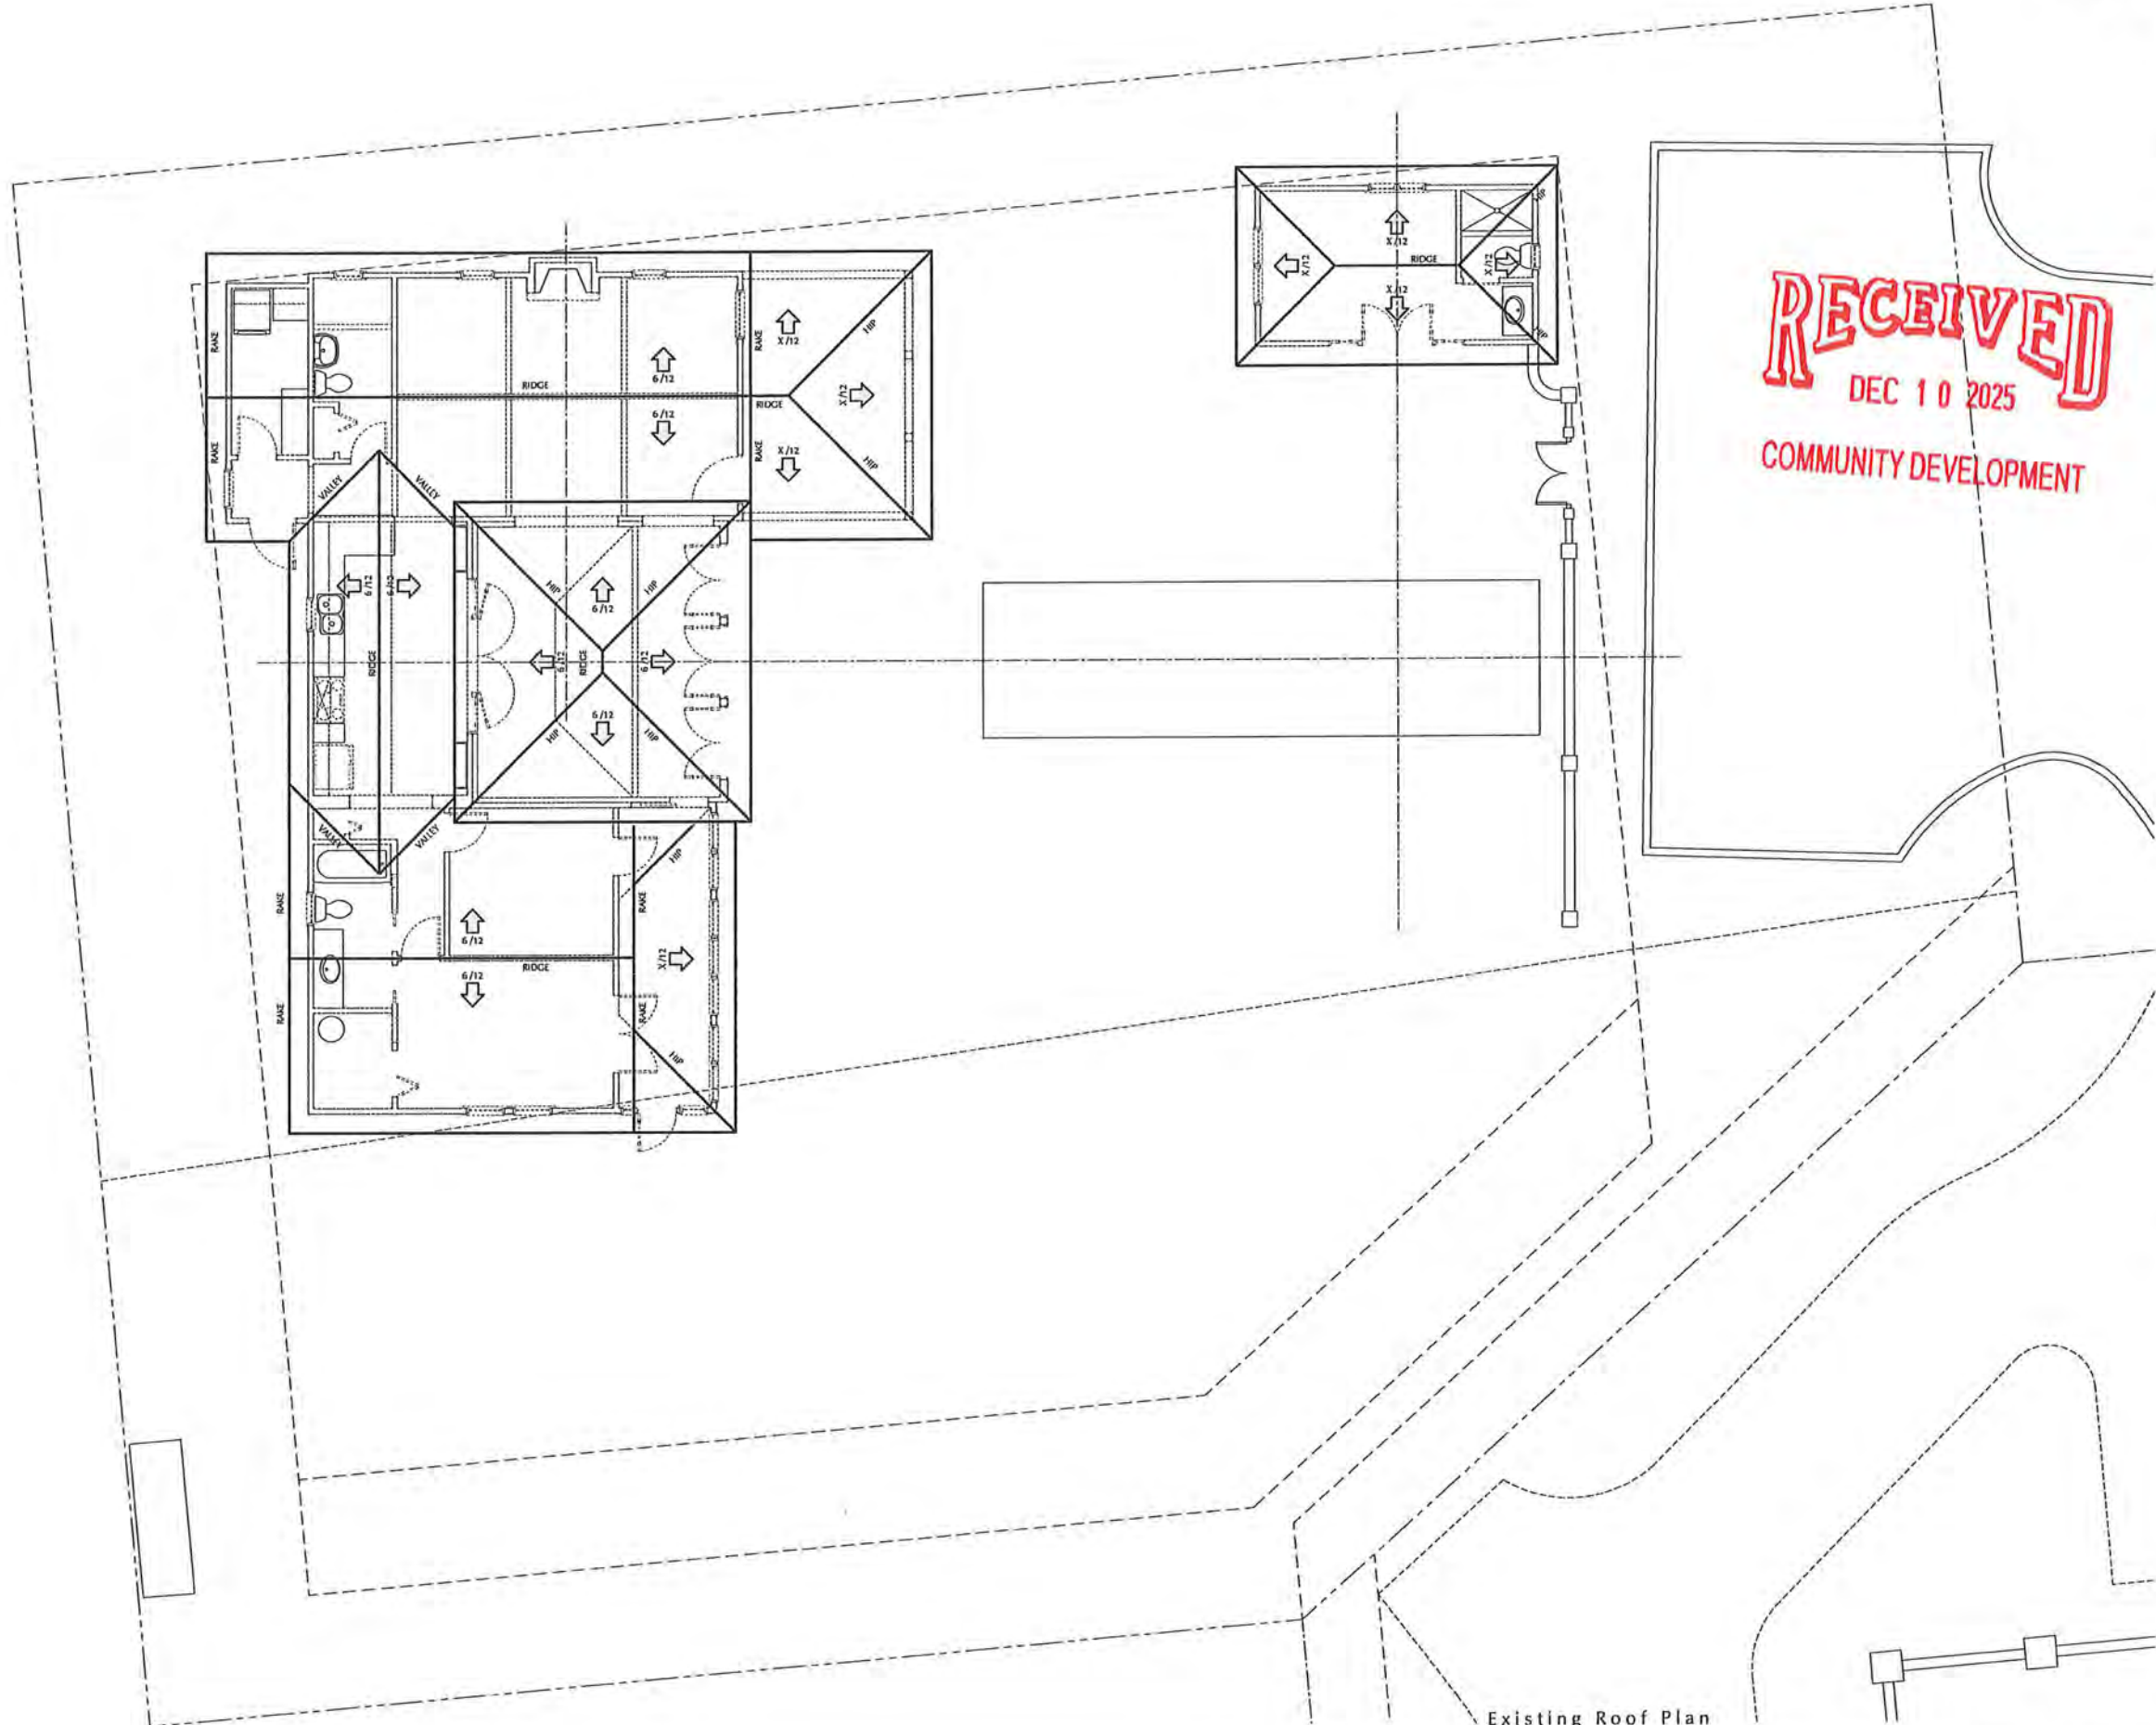 RECEIVED
DEC 10 2025
COMMUNITY DEVELOPMENT
HIP
X/12
X/12
RIDGE
X/12
X/12
HIP
RAKE
RAKE
X/12
HIP
6/12
RIDGE
X/12
RIDGE
6/12
RAKE
RAKE
X/12
HIP
VALLEY
VALLEY
6/12
6/12
HIP
HIP
6/12
RIDGE
6/12
RIDGE
6/12
6/12
HIP
HIP
VALLEY
VALLEY
HIP
RAKE
RAKE
6/12
X/12
RIDGE
6/12
RAKE
RAKE
HIP
Existing Roof Plan